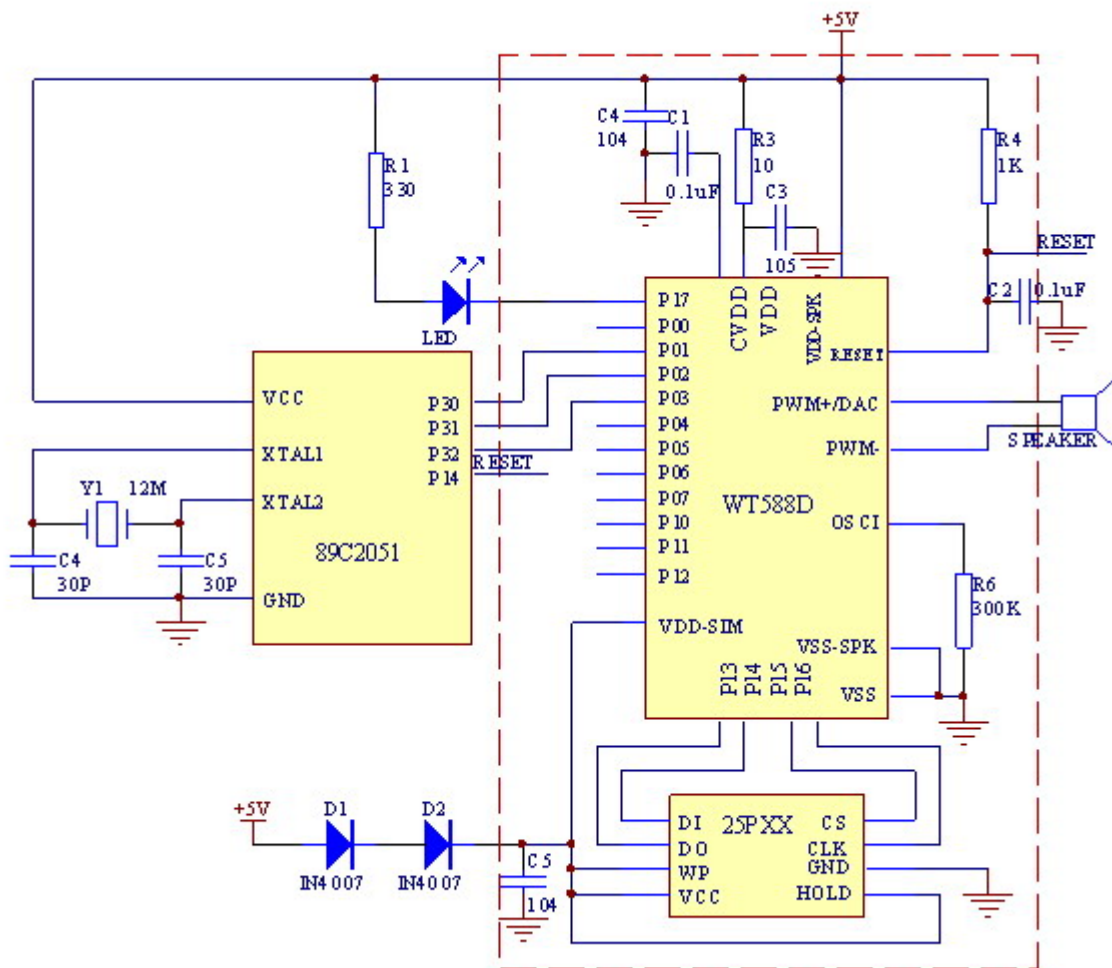 +5V
C4
104
C1
0.1uF
R3
10
C3
105
R4
1K
R1
330
RESET
C2
0.1uF
LED
P17
P00
P01
P02
P03
P04
P05
P06
P07
P10
P11
P12
VDD-SIM
CVDD
VDD
VDD-SPK
RESET
PWM+/DAC
PWM-
OSCI
VSS-SPK
VSS
WT588D
P13
P14
P15
P16
SPEAKER
R6
300K
VCC
XTAL1
XTAL2
GND
P30
P31
P32
P14
RESET
89C2051
Y1
12M
C4
30P
C5
30P
+5V
D1
IN4007
D2
IN4007
C5
104
25PXX
DI
DO
WP
VCC
CS
CLK
GND
HOLD